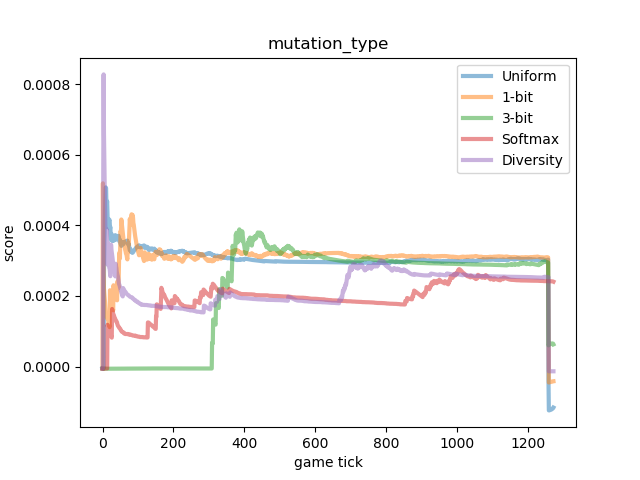 mutation_type
score
0.0008
0.0006
0.0004
0.0002
0.0000
Uniform
1-bit
3-bit
Softmax
Diversity
0 200 400 600 800 1000 1200
game tick